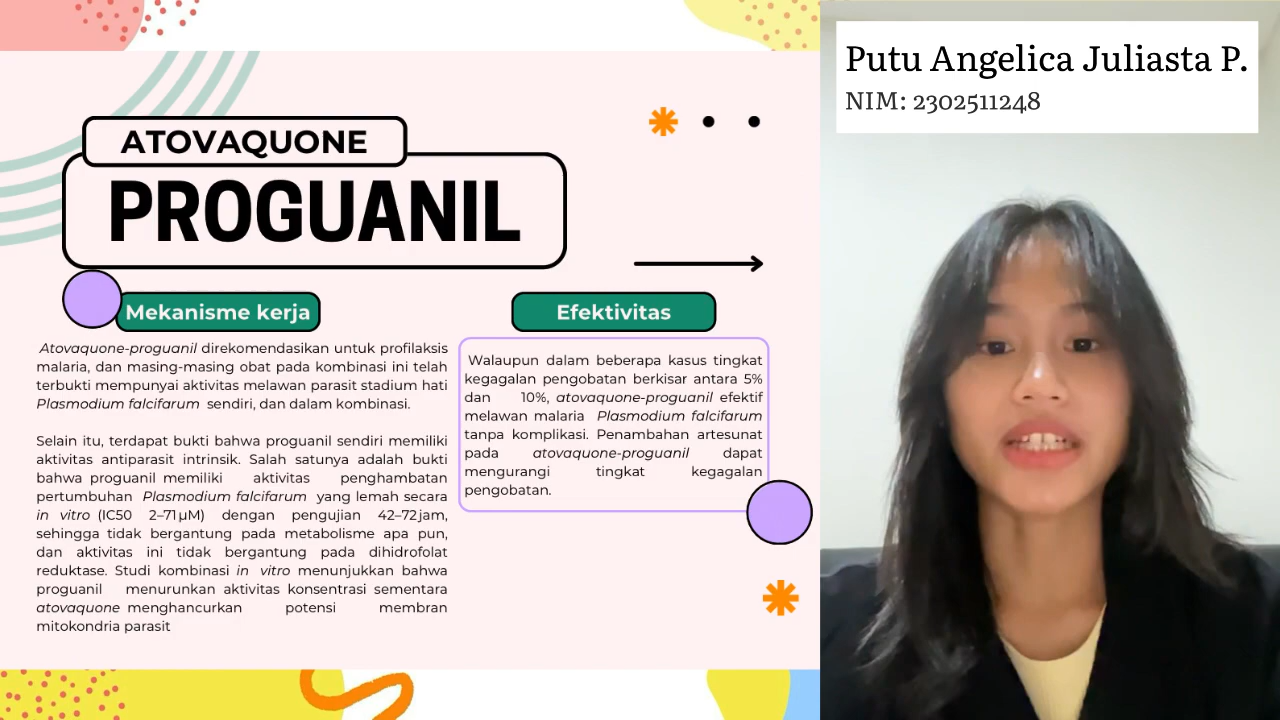 ATOVAQUONE
PROGUANIL
Mekanisme kerja
Atovaquone-proguanil direkomendasikan untuk profilaksis
malaria, dan masing-masing obat pada kombinasi ini telah
terbukti mempunyai aktivitas melawan parasit stadium hati
Plasmodium falcifarum sendiri, dan dalam kombinasi.
Selain itu, terdapat bukti bahwa proguanil sendiri memiliki
aktivitas antiparasit intrinsik. Salah satunya adalah bukti
bahwa proguanil memiliki aktivitas penghambatan
pertumbuhan Plasmodium falcifarum yang lemah secara
in vitro (IC50 2–71 µM) dengan pengujian 42–72 jam,
sehingga tidak bergantung pada metabolisme apa pun,
dan aktivitas ini tidak bergantung pada dihidrofolat
reduktase. Studi kombinasi in vitro menunjukkan bahwa
proguanil menurunkan aktivitas konsentrasi sementara
atovaquone menghancurkan potensi membran
mitokondria parasit
Efektivitas
Walaupun dalam beberapa kasus tingkat
kegagalan pengobatan berkisar antara 5%
dan 10%, atovaquone-proguanil efektif
melawan malaria Plasmodium falcifarum
tanpa komplikasi. Penambahan artesunat
pada atovaquone-proguanil dapat
mengurangi tingkat kegagalan
pengobatan.
Putu Angelica Juliasta P.
NIM: 2302511248